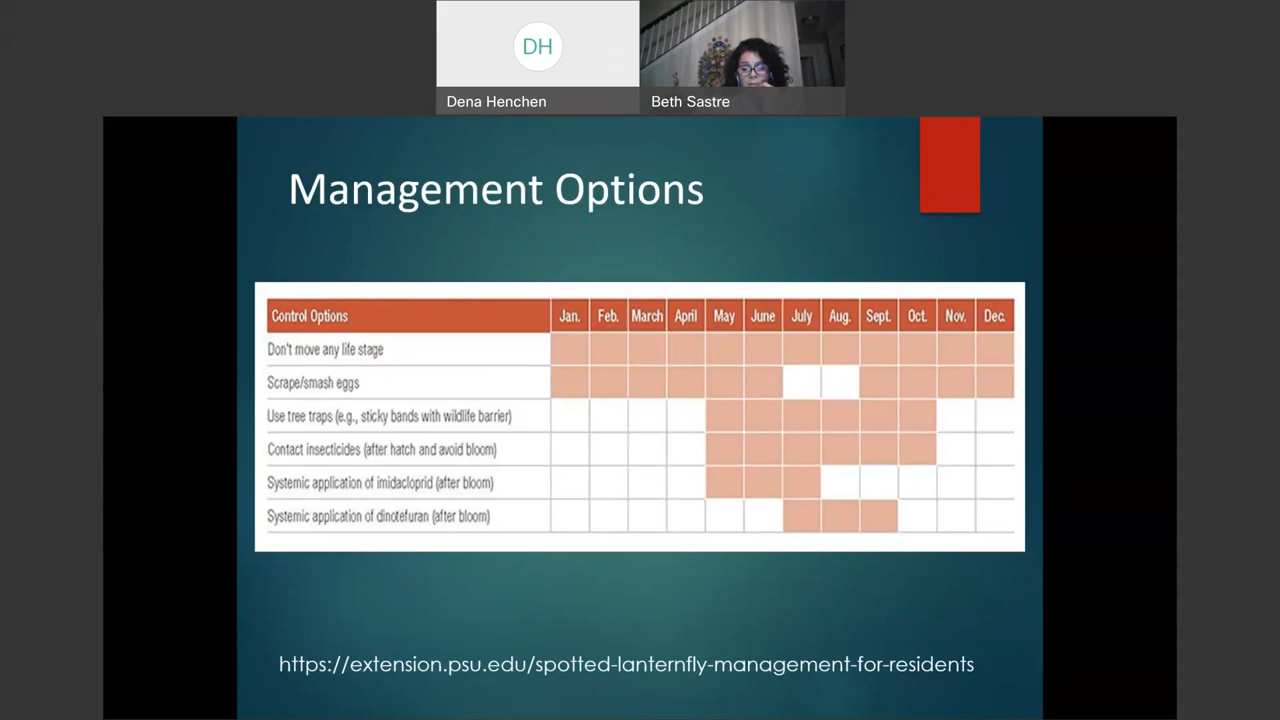 DH
Dena Henchen
Beth Sastre
Management Options
Control Options Jan. Feb. March April May June July Aug. Sept. Oct. Nov. Dec.
Don't move any life stage
Scrape/smash eggs
Use tree traps (e.g., sticky bands with wildlife barrier)
Contact insecticides (after hatch and avoid bloom)
Systemic application of imidacloprid (after bloom)
Systemic application of dinotefuran (after bloom)
https://extension.psu.edu/spotted-lanternfly-management-for-residents